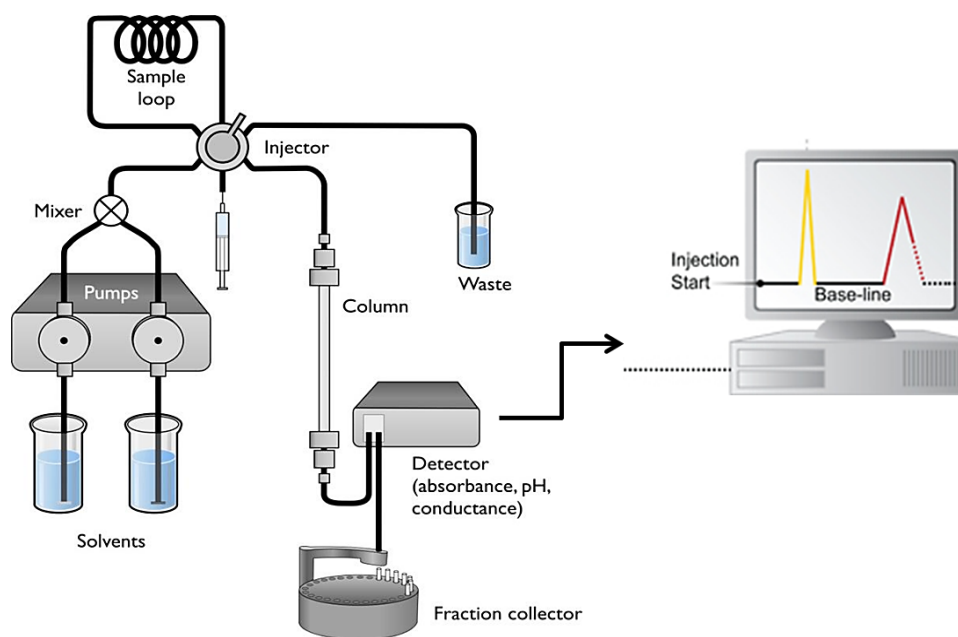 Sample
loop
Injector
Mixer
Pumps
Waste
Column
Injection
Start
Base-line
Detector
(absorbance, pH,
conductance)
Solvents
Fraction collector